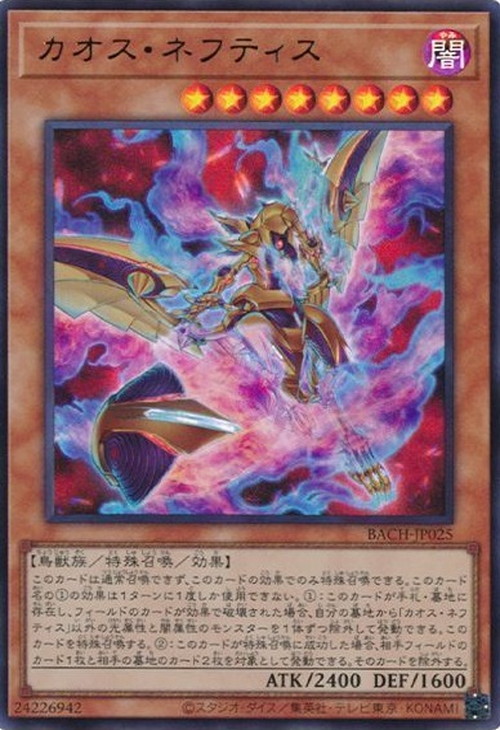 カオス・ネフティス
闇
BACH-JP025
【鳥獣族／特殊召喚／効果】
このカードは通常召喚できず、このカードの効果でのみ特殊召喚できる。このカード
名の①の効果は1ターンに1度しか使用できない。①：このカードが手札・墓地に
存在し、フィールドのカードが効果で破壊された場合、自分の墓地から「カオス・ネ
フティス」以外の光属性と闇属性のモンスターを1体ずつ除外して発動できる。この
カードを特殊召喚する。②：このカードが特殊召喚に成功した場合、相手フィールド
のカード1枚と相手の墓地のカード2枚を対象として発動できる。そのカードを除外する。
ATK/2400 DEF/1600
24226942 ©スタジオ・ダイス／集英社・テレビ東京・KONAMI